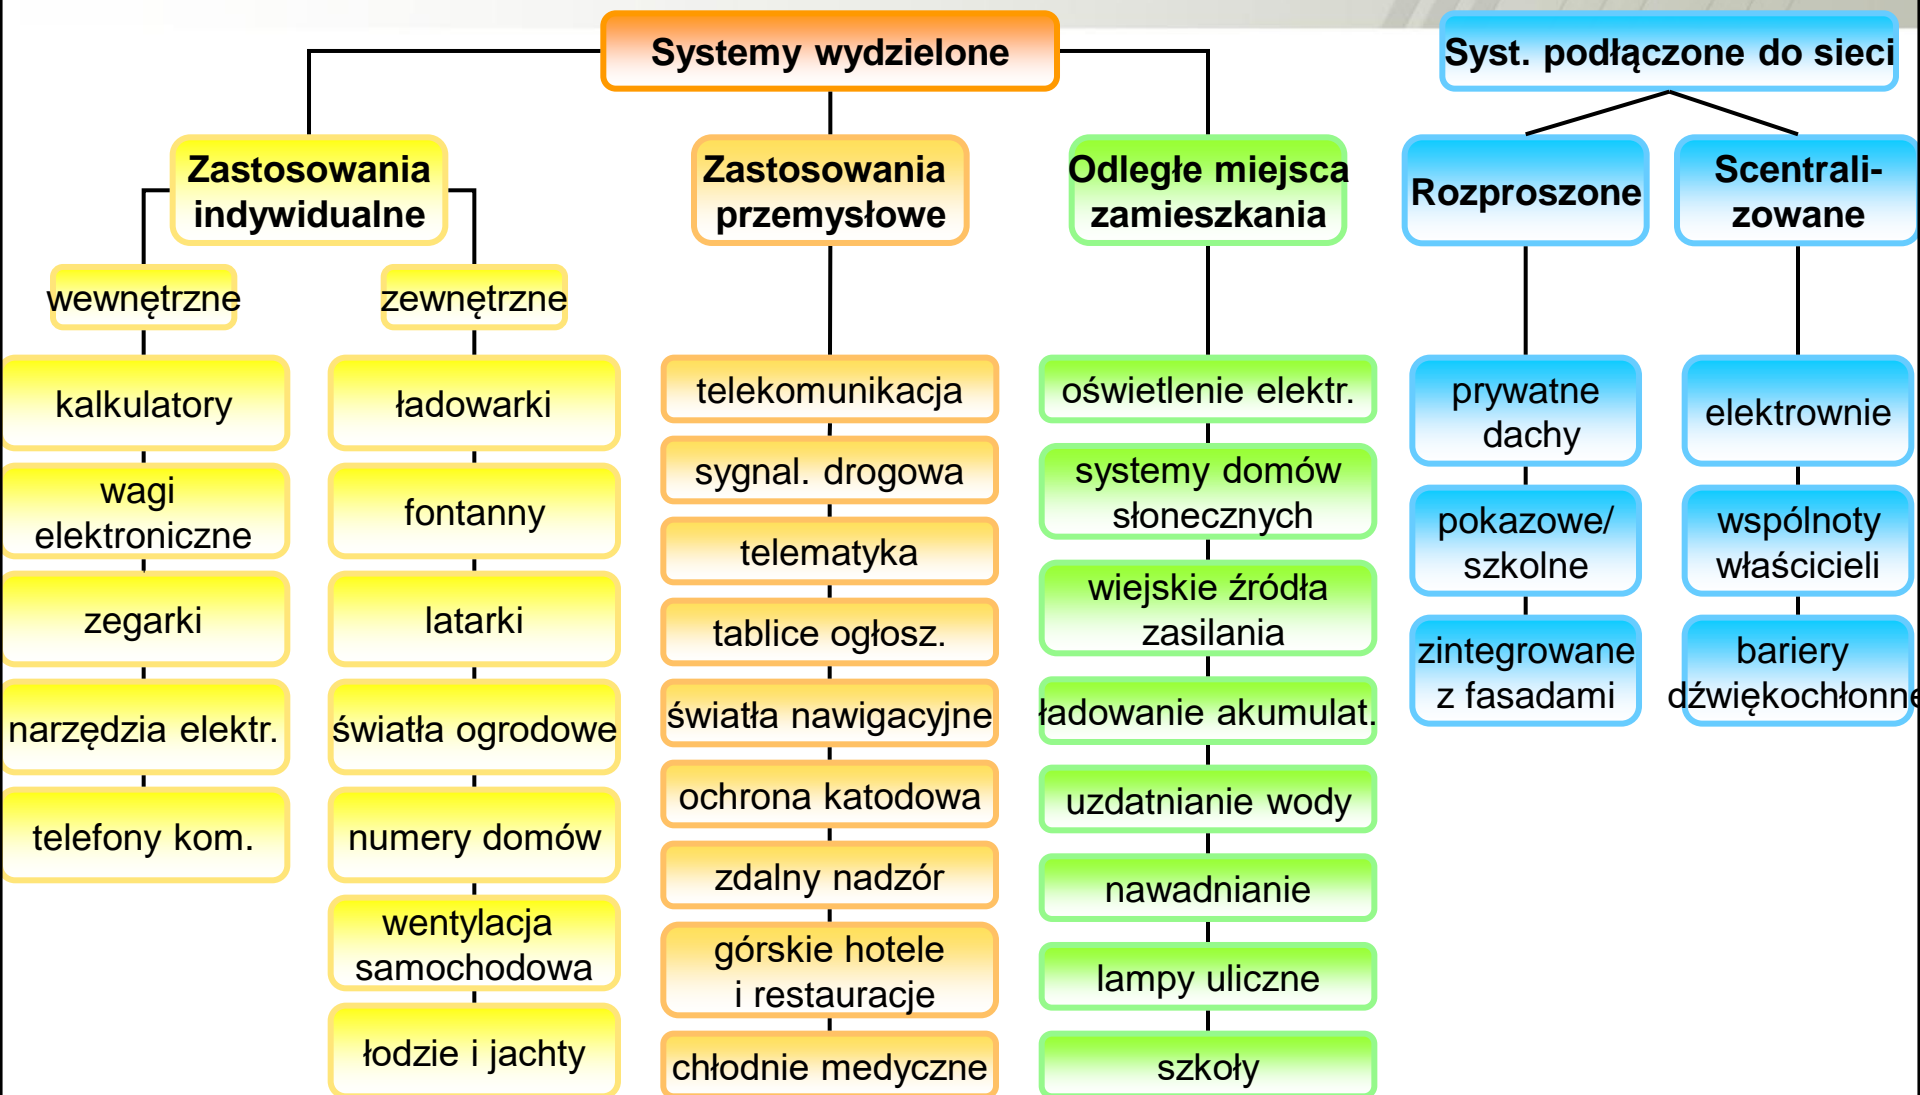 Systemy wydzielone
Syst. podłączone do sieci
Zastosowania
indywidualne
Zastosowania
przemysłowe
Odległe miejsca
zamieszkania
Rozproszone
Scentrali-
zowane
wewnętrzne
zewnętrzne
kalkulatory
wagi
elektroniczne
zegarki
narzędzia elektr.
telefony kom.
ładowarki
fontanny
latarki
światła ogrodowe
numery domów
wentylacja
samochodowa
łodzie i jachty
telekomunikacja
sygnal. drogowa
telematyka
tablice ogłosz.
światła nawigacyjne
ochrona katodowa
zdalny nadzór
górskie hotele
i restauracje
chłodnie medyczne
oświetlenie elektr.
systemy domów
słonecznych
wiejskie źródła
zasilania
ładowanie akumulat.
uzdatnianie wody
nawadnianie
lampy uliczne
szkoły
prywatne
dachy
pokazowe/
szkolne
zintegrowane
z fasadami
elektrownie
wspólnoty
właścicieli
bariery
dźwiękochłonne